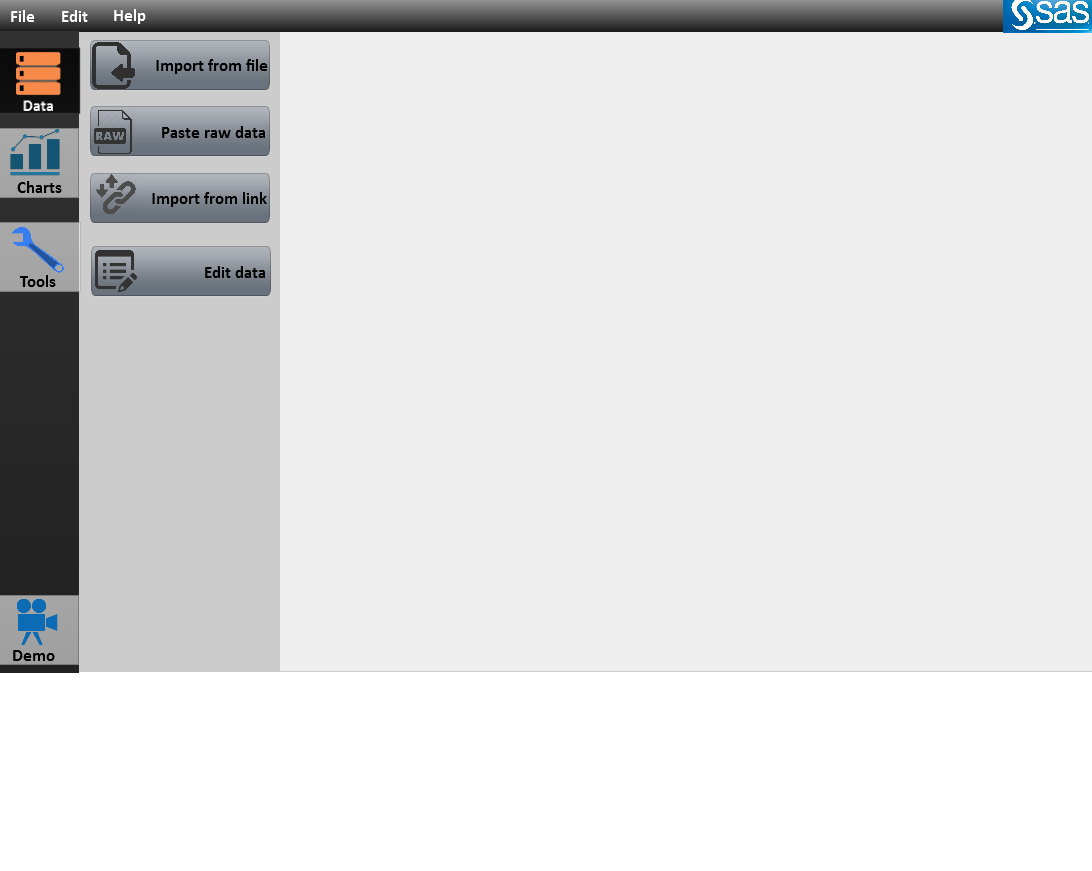 File Edit Help
sas
Data
Charts
Tools
Demo
Import from file
RAW Paste raw data
Import from link
Edit data